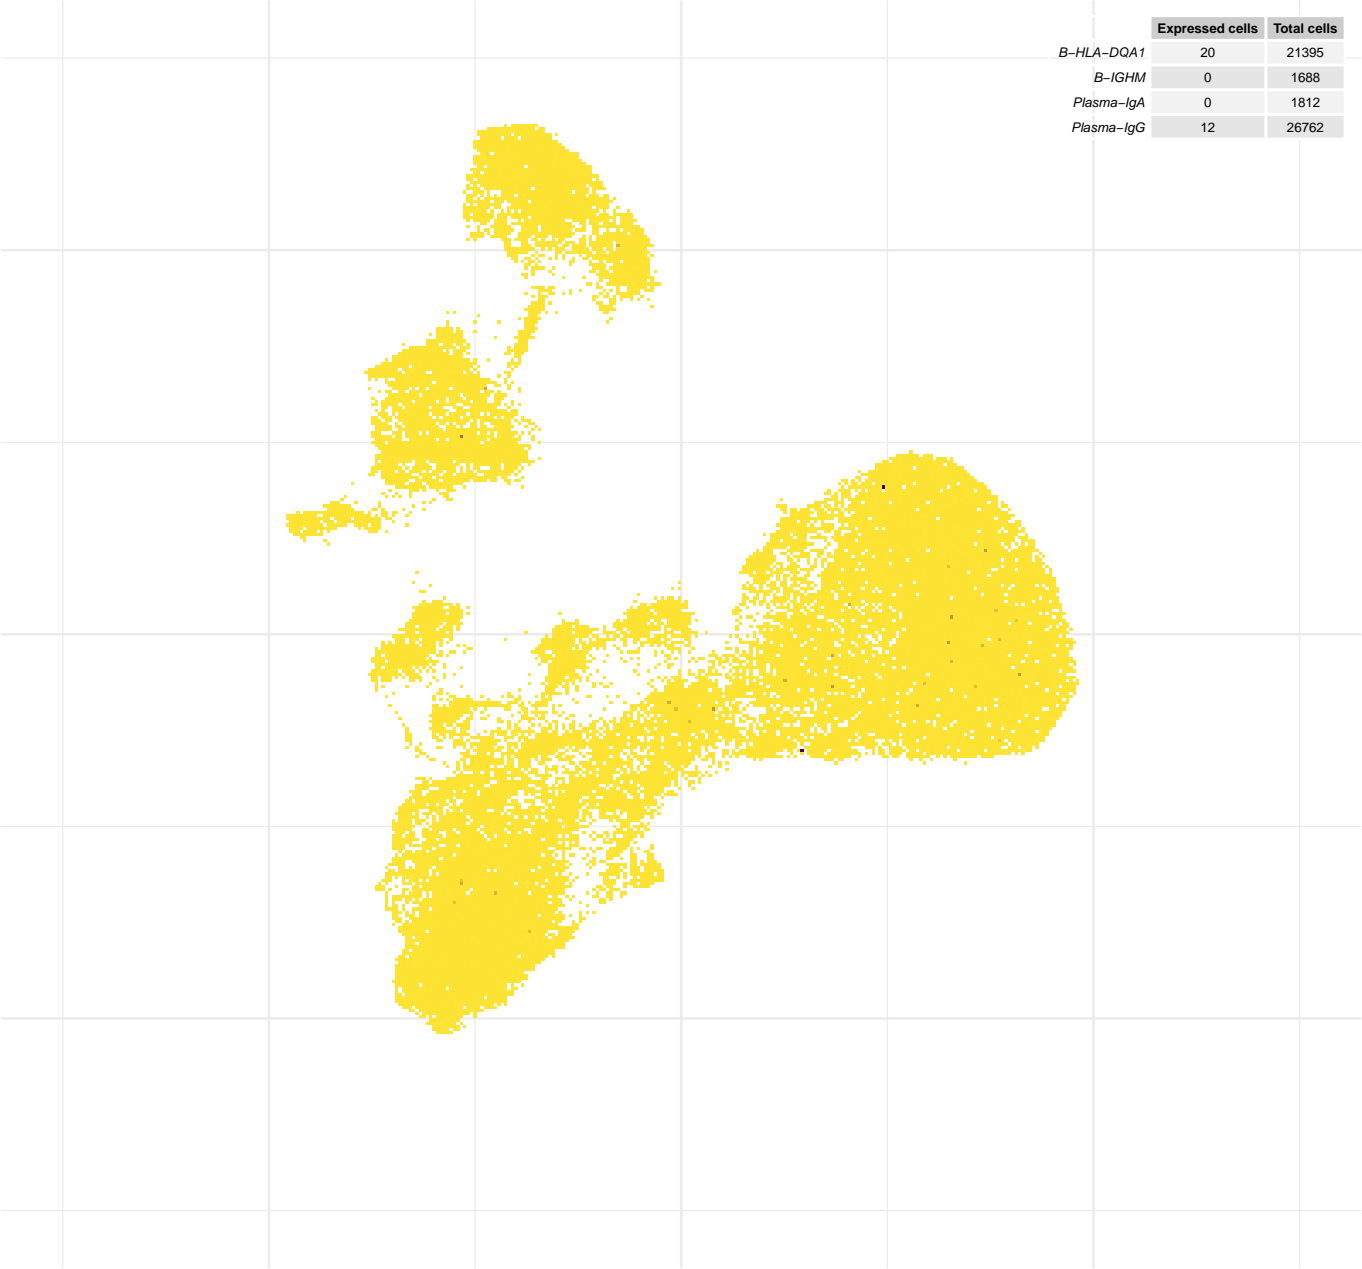 Expressed cells Total cells
B−HLA−DQA1 20 21395
B−IGHM 0 1688
Plasma−IgA 0 1812
Plasma−IgG 12 26762